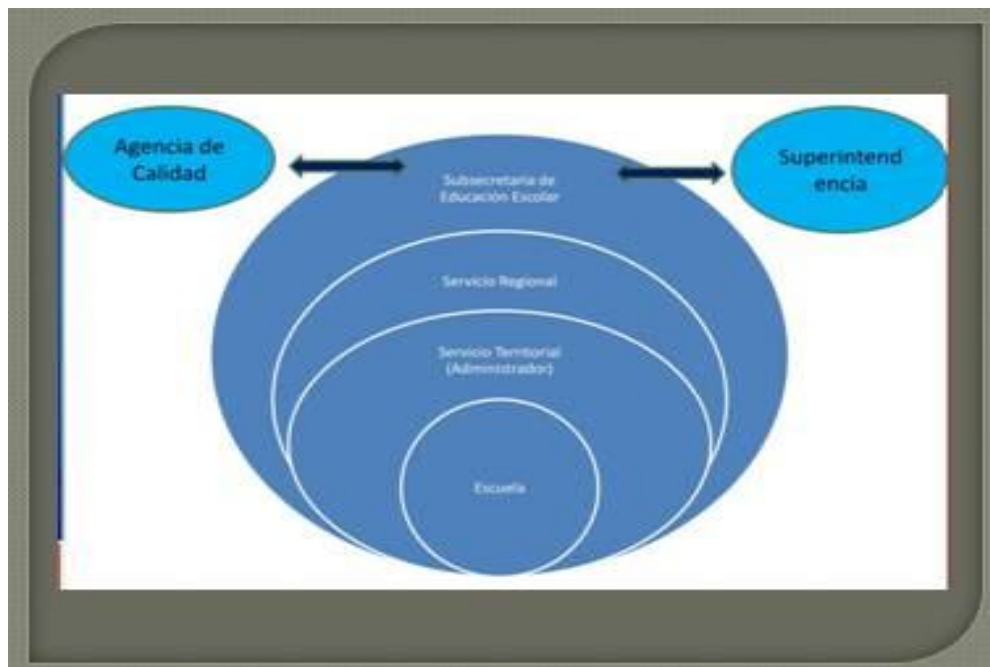 Agencia de
Calidad
Superintend
encia
Subsecretaria de
Educación Escolar
Servicio Regional
Servicio Territorial
(Administrador)
Escuela